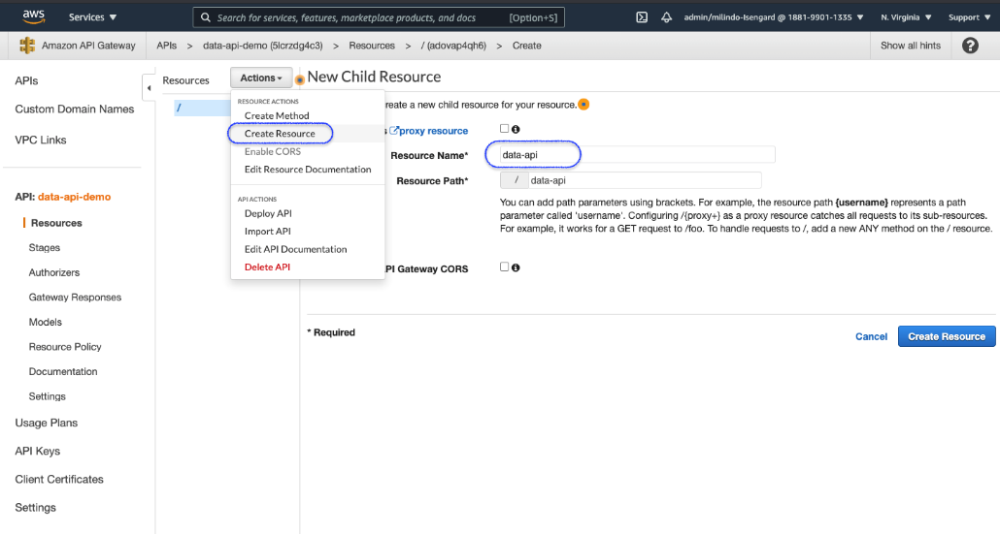 aws Services Search for services, features, marketplace products, and docs [Option+S] admin/milindo-Isengard @ 1881-9901-1335 N. Virginia Support
Amazon API Gateway APIs > data-api-demo (5lcrzdg4c3) > Resources > / (adovap4qh6) > Create Show all hints ?
APIs
Custom Domain Names
VPC Links
API: data-api-demo
Resources
Stages
Authorizers
Gateway Responses
Models
Resource Policy
Documentation
Settings
Usage Plans
API Keys
Client Certificates
Settings
Resources
/
Actions
RESOURCE ACTIONS
Create Method
Create Resource
Enable CORS
Edit Resource Documentation
API ACTIONS
Deploy API
Import API
Edit API Documentation
Delete API
New Child Resource
create a new child resource for your resource.
proxy resource
Resource Name* data-api
Resource Path* / data-api
You can add path parameters using brackets. For example, the resource path {username} represents a path
parameter called 'username'. Configuring /{proxy+} as a proxy resource catches all requests to its sub-resources.
For example, it works for a GET request to /foo. To handle requests to /, add a new ANY method on the / resource.
API Gateway CORS
* Required
Cancel Create Resource